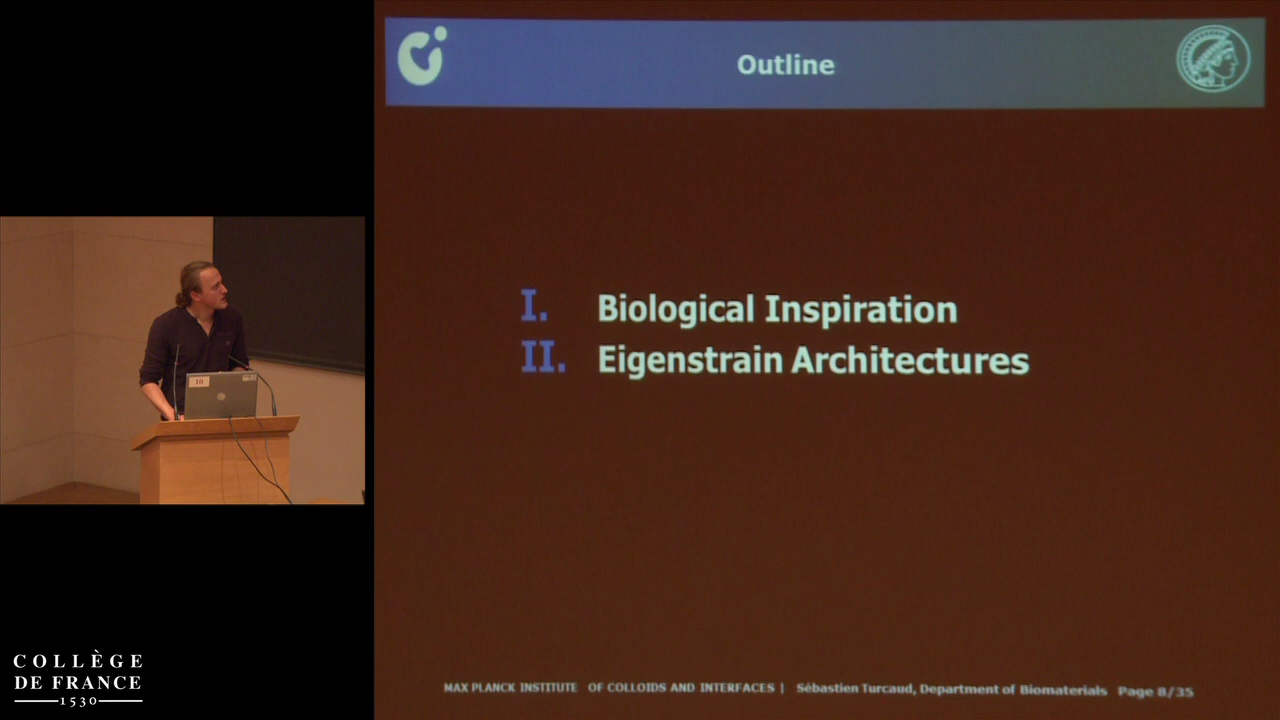 Outline
I. Biological Inspiration
II. Eigenstrain Architectures
MAX PLANCK INSTITUTE OF COLLOIDS AND INTERFACES | Sébastien Turcaud, Department of Biomaterials Page 8/35
10
COLLÈGE
DE FRANCE
1530